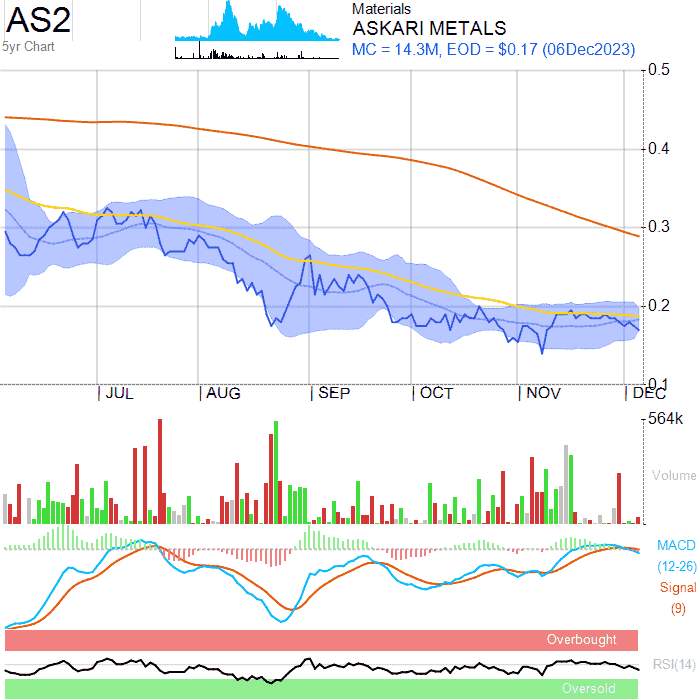 AS2
5yr Chart
Materials
ASKARI METALS
MC = 14.3M, EOD = $0.17 (06Dec2023)
0.5
0.4
0.3
0.2
0.1
JUL
AUG
SEP
OCT
NOV
DEC
564k
Volume
MACD
(12-26)
Signal
(9)
Overbought
RSI(14)
Oversold